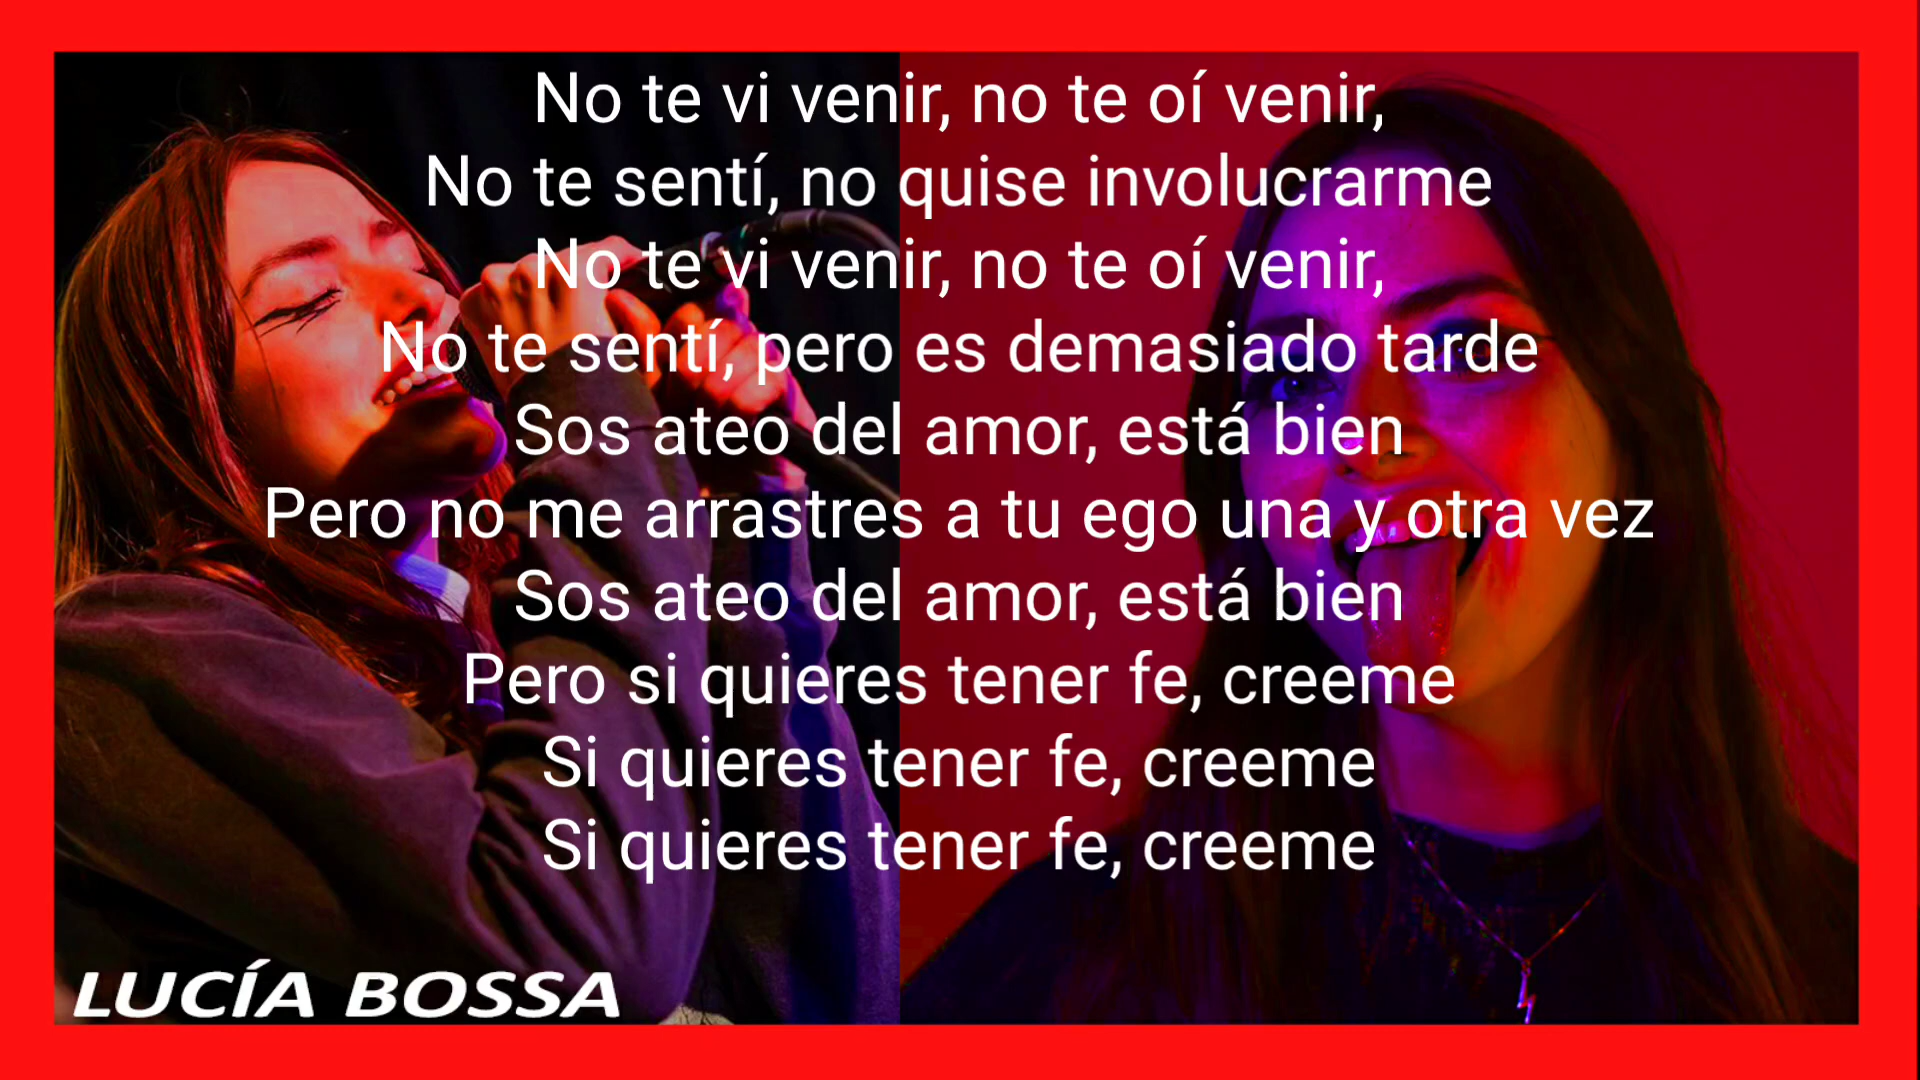 No te vi venir, no te oí venir,
No te sentí, no quise involucrarme
No te vi venir, no te oí venir,
No te sentí, pero es demasiado tarde
Sos ateo del amor, está bien
Pero no me arrastres a tu ego una y otra vez
Sos ateo del amor, está bien
Pero si quieres tener fe, creeme
Si quieres tener fe, creeme
Si quieres tener fe, creeme
LUCÍA BOSSA